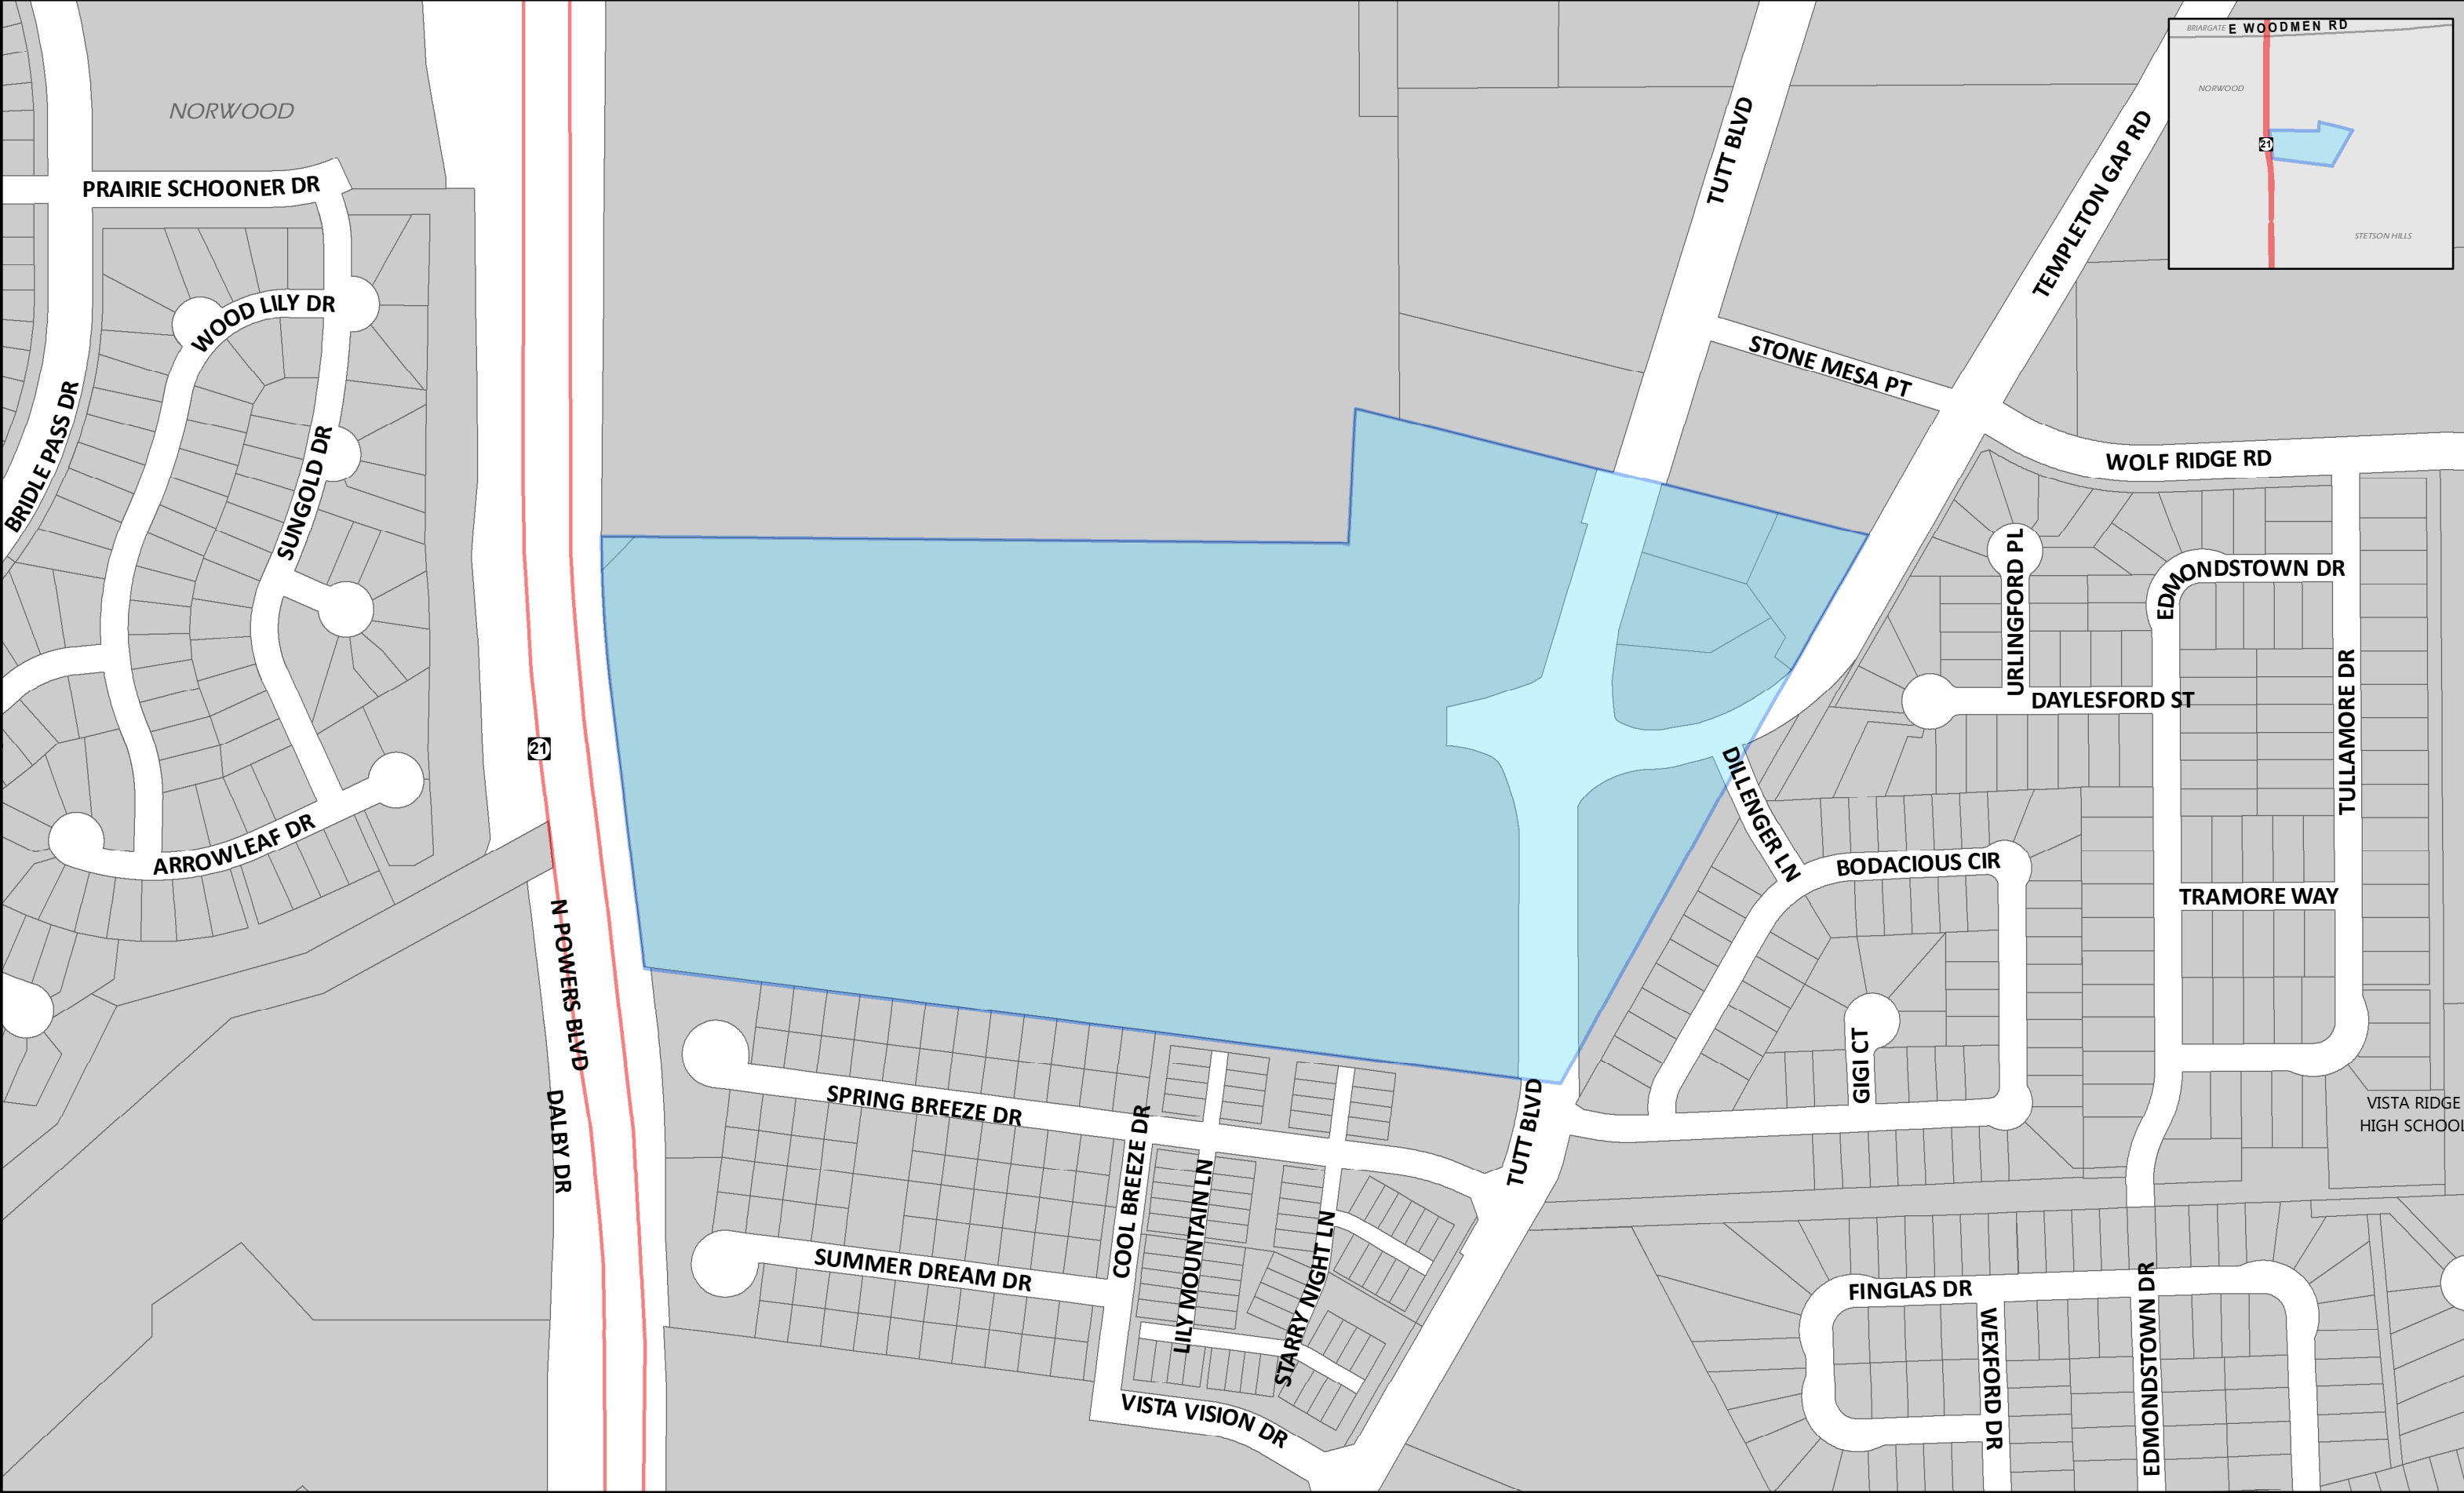 NORWOOD
PRAIRIE SCHOONER DR
WOOD LILY DR
BRIDLE PASS DR
SUNGOLD DR
ARROWLEAF DR
21
N POWERS BLVD
DALBY DR
TUTT BLVD
TEMPLETON GAP RD
STONE MESA PT
WOLF RIDGE RD
URLINGFORD PL
EDMONDSTOWN DR
DAYLESFORD ST
TULLAMORE DR
DILLENGER LN
BODACIOUS CIR
TRAMORE WAY
GIGI CT
VISTA RIDGE
HIGH SCHOOL
SPRING BREEZE DR
COOL BREEZE DR
TUTT BLVD
LILY MOUNTAIN LN
STARRY NIGHT LN
SUMMER DREAM DR
VISTA VISION DR
FINGLAS DR
WEXFORD DR
EDMONDSTOWN DR
BRIARGATE
E WOODMEN RD
NORWOOD
21
STETSON HILLS